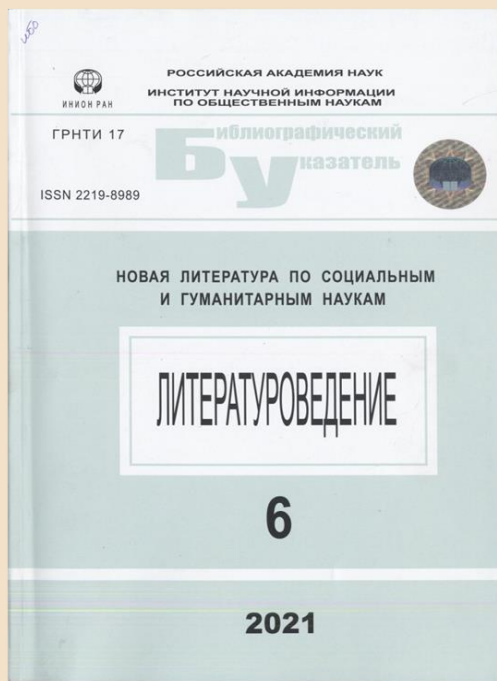 ибо
РОССИЙСКАЯ АКАДЕМИЯ НАУК
ИНСТИТУТ НАУЧНОЙ ИНФОРМАЦИИ
ПО ОБЩЕСТВЕННЫМ НАУКАМ
ИНИОН РАН
ГРНТИ 17
Библиографический
Указатель
ISSN 2219-8989
НОВАЯ ЛИТЕРАТУРА ПО СОЦИАЛЬНЫМ
И ГУМАНИТАРНЫМ НАУКАМ
ЛИТЕРАТУРОВЕДЕНИЕ
6
2021